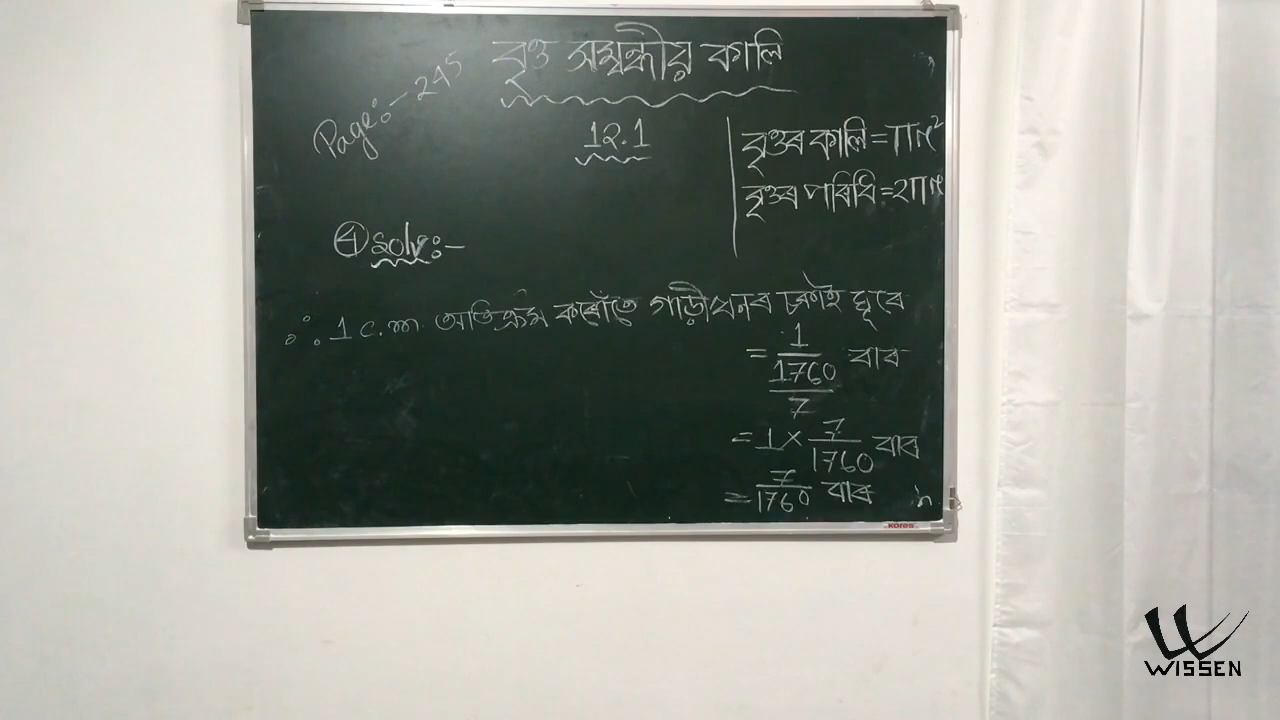 বৃত্ত সম্বন্ধীয় কালি
Page:- 245
12.1
বৃত্তৰ কালি = πr²
বৃত্তৰ পৰিধি = 2πr
④ Solve:-
∴ 1 c.m. অতিক্ৰম কৰোঁতে গাড়ীখনৰ চকাই ঘূৰে
= 1/(1760/7) বাৰ
= 1 × 7/1760 বাৰ
= 7/1760 বাৰ
kores
WISSEN